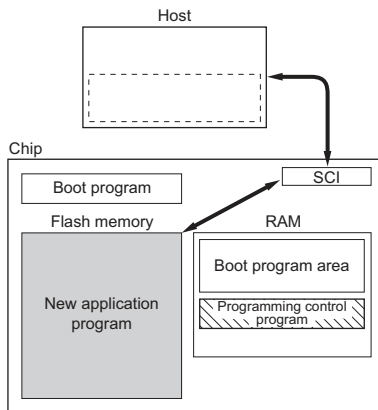 Host
Chip
SCI
Boot program
Flash memory
RAM
New application
program
Boot program area
Programming control
program